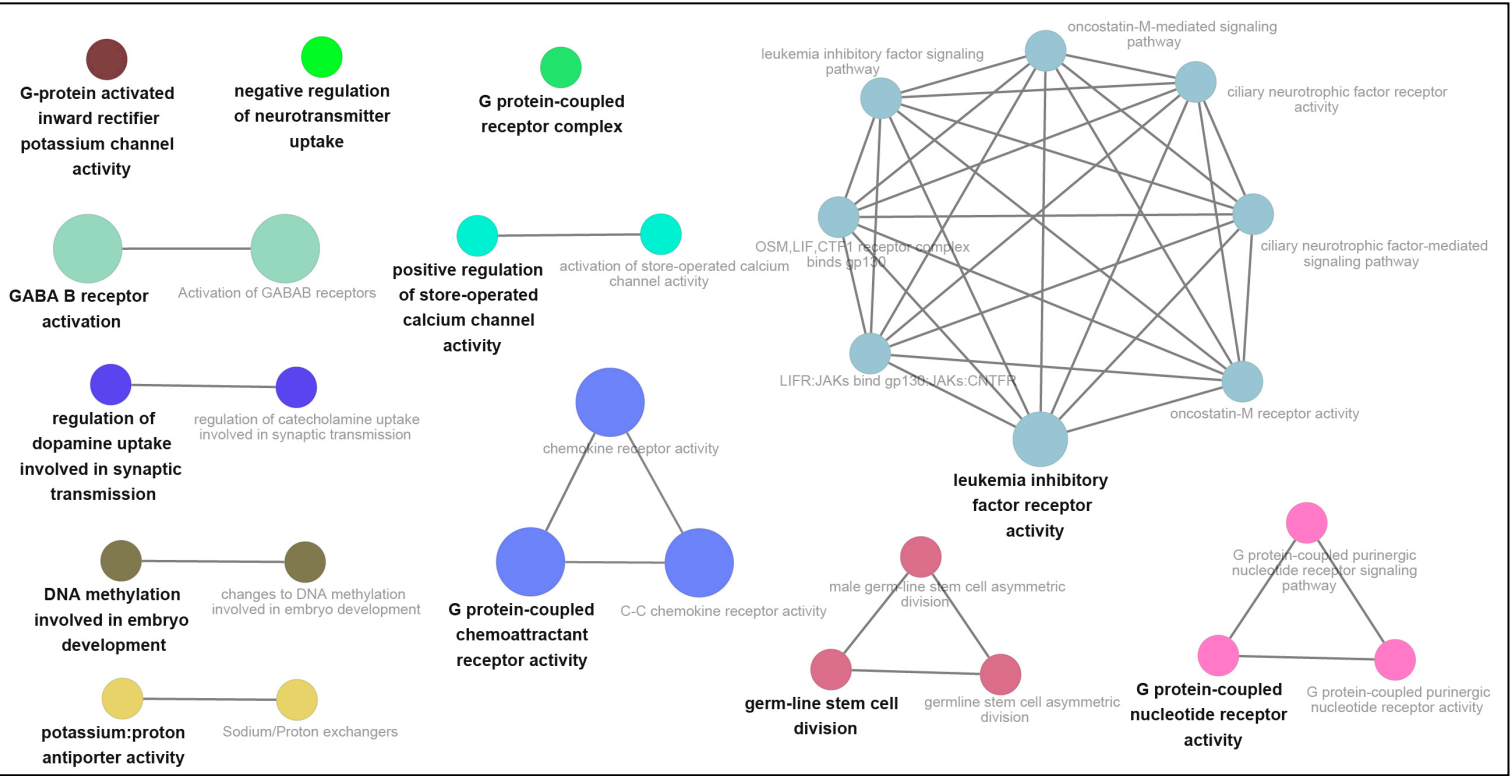 G-protein activated
inward rectifier
potassium channel
activity
negative regulation
of neurotransmitter
uptake
G protein-coupled
receptor complex
leukemia inhibitory factor signaling
pathway
oncostatin-M-mediated signaling
pathway
ciliary neurotrophic factor receptor
activity
GABA B receptor
activation
Activation of GABAB receptors
positive regulation
of store-operated
calcium channel
activity
activation of store-operated calcium
channel activity
OSM,LIF,CTF1 receptor complex
binds gp130
ciliary neurotrophic factor-mediated
signaling pathway
LIFR:JAKs bind gp130:JAKs:CNTFR
oncostatin-M receptor activity
leukemia inhibitory
factor receptor
activity
regulation of
dopamine uptake
involved in synaptic
transmission
regulation of catecholamine uptake
involved in synaptic transmission
chemokine receptor activity
G protein-coupled
chemoattractant
receptor activity
C-C chemokine receptor activity
DNA methylation
involved in embryo
development
changes to DNA methylation
involved in embryo development
male germ-line stem cell asymmetric
division
germ-line stem cell
division
germline stem cell asymmetric
division
G protein-coupled purinergic
nucleotide receptor signaling
pathway
G protein-coupled
nucleotide receptor
activity
G protein-coupled purinergic
nucleotide receptor activity
potassium:proton
antiporter activity
Sodium/Proton exchangers